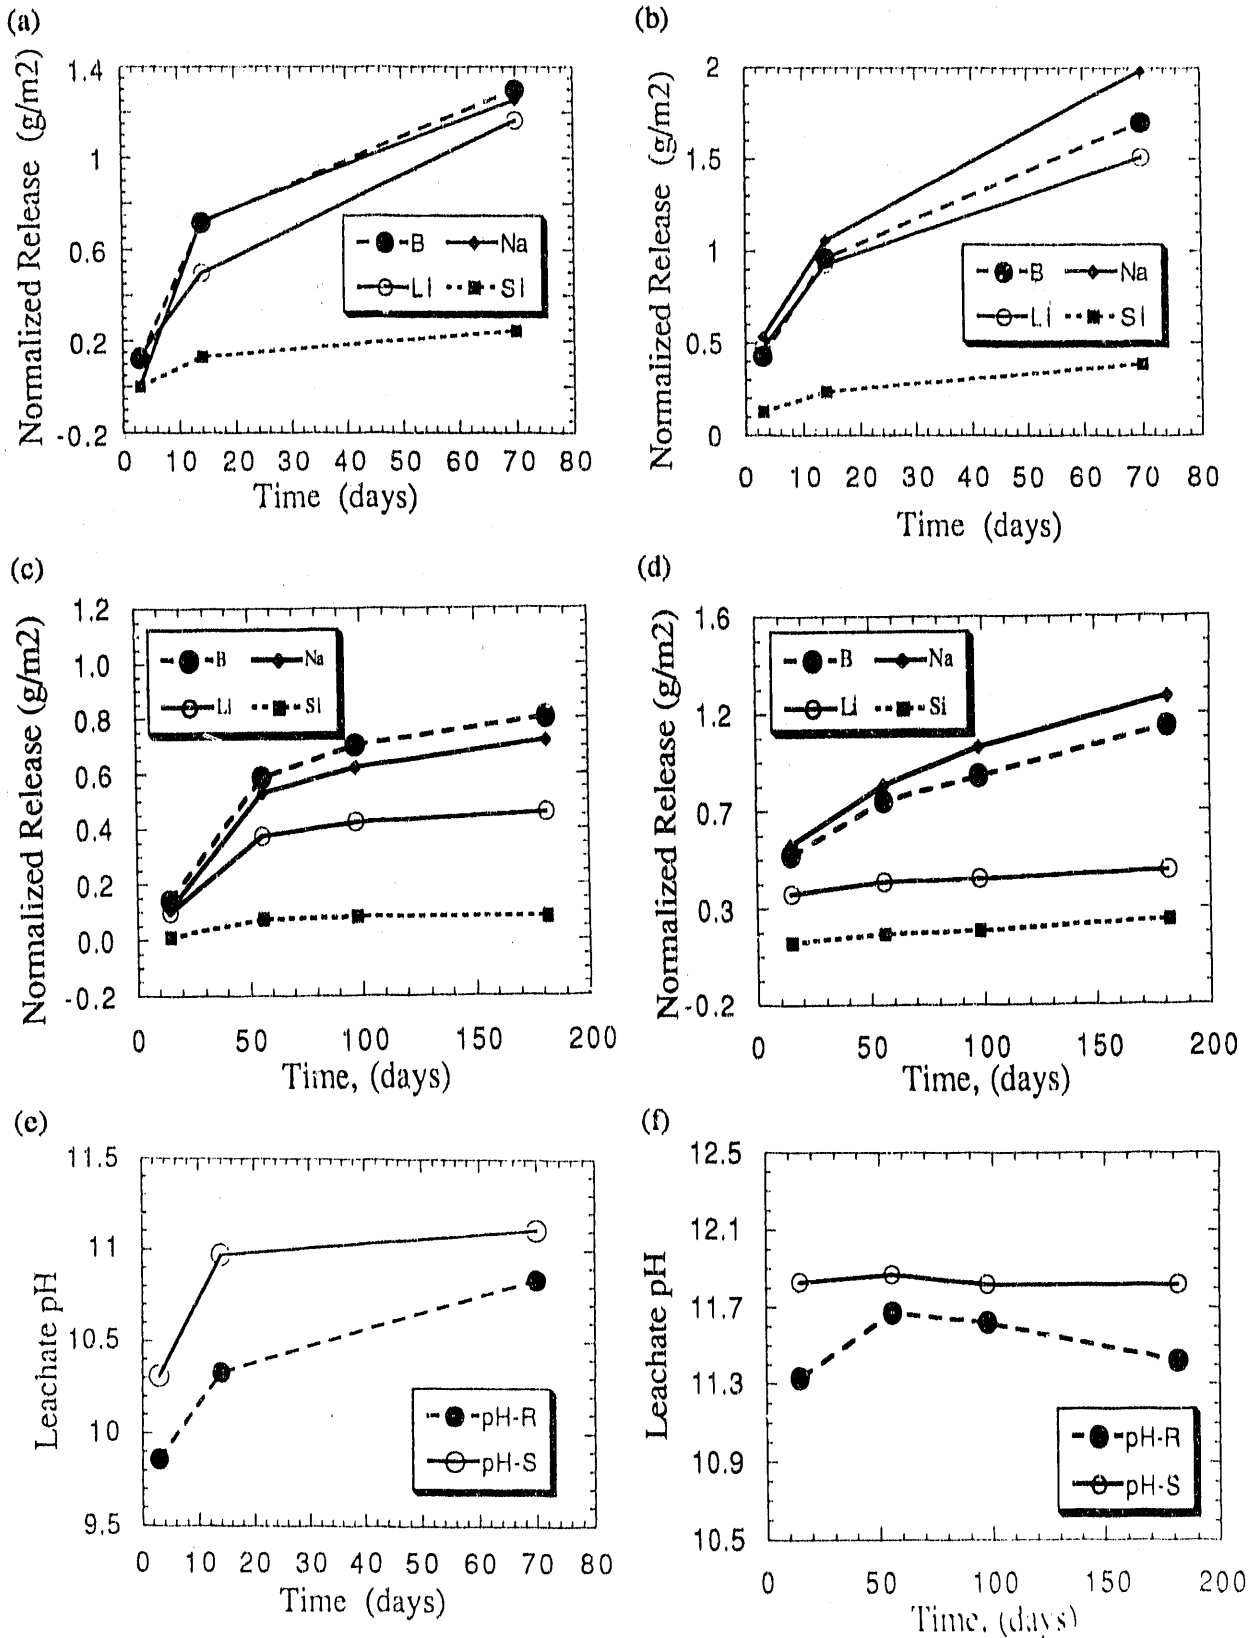 (a)
Normalized Release (g/m2)
1.4
1
0.6
0.2
-0.2
B Na
Li Si
0 10 20 30 40 50 60 70 80
Time (days)
(b)
Normalized Release (g/m2)
2
1.5
1
0.5
0
B Na
Li Si
0 10 20 30 40 50 60 70 80
Time (days)
(c)
Normalized Release (g/m2)
1.2
1.0
0.8
0.6
0.4
0.2
0.0
-0.2
B Na
Li Si
0 50 100 150 200
Time, (days)
(d)
Normalized Release (g/m2)
1.6
1.2
0.7
0.3
-0.2
B Na
Li Si
0 50 100 150 200
Time, (days)
(e)
Leachate pH
11.5
11
10.5
10
9.5
pH-R
pH-S
0 10 20 30 40 50 60 70 80
Time (days)
(f)
Leachate pH
12.5
12.1
11.7
11.3
10.9
10.5
pH-R
pH-S
0 50 100 150 200
Time, (days)